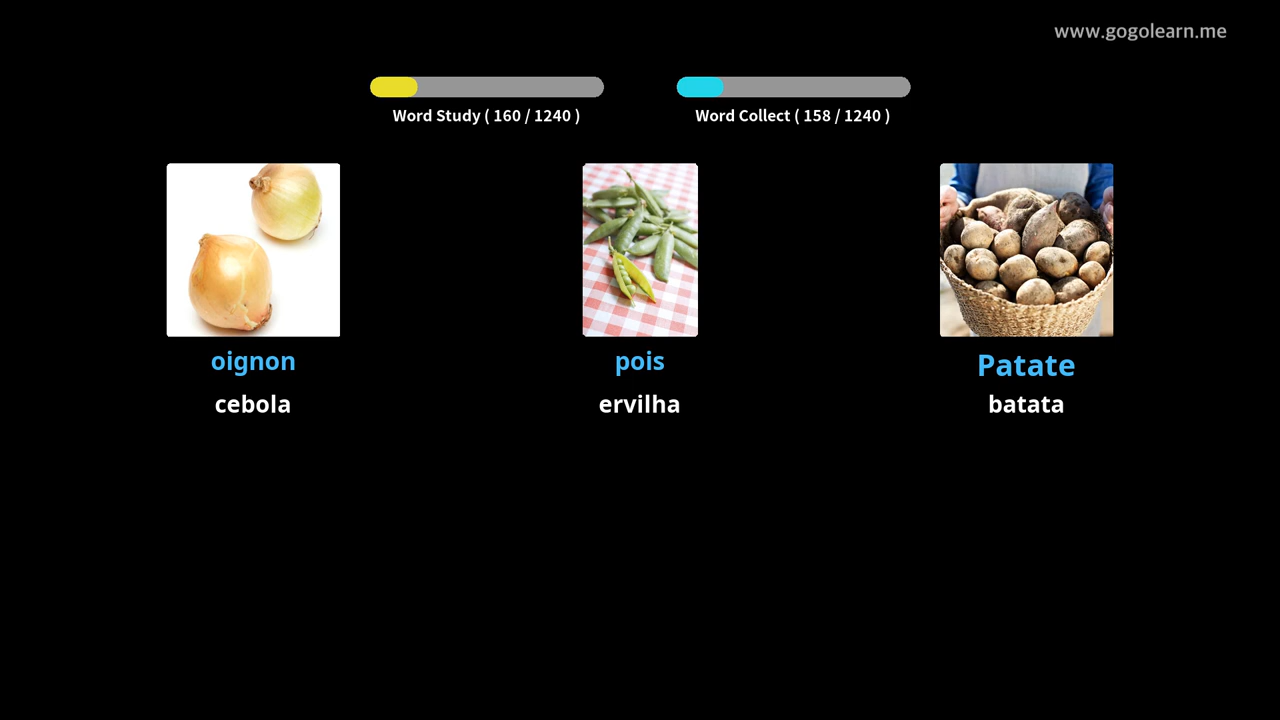 www.gogolearn.me
Word Study ( 160 / 1240 )
Word Collect ( 158 / 1240 )
oignon
pois
Patate
cebola
ervilha
batata